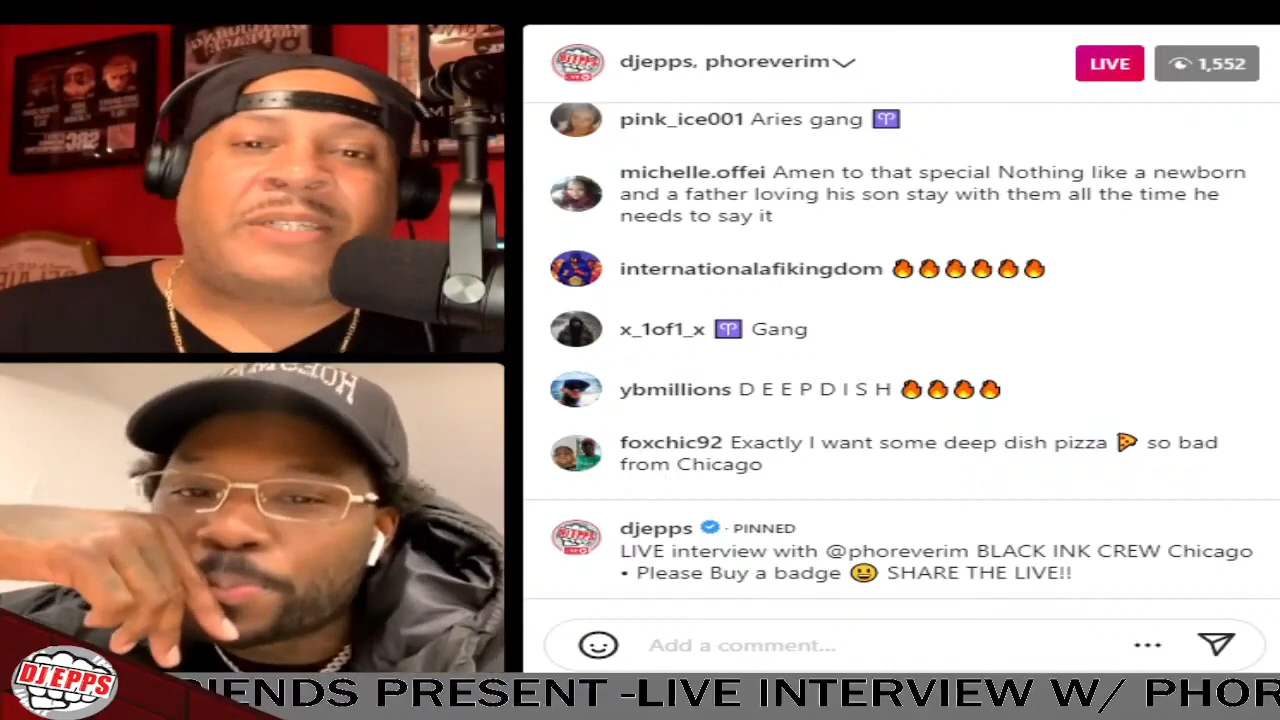 djepps, phoreverim
LIVE
1,552
pink_ice001 Aries gang ♈
michelle.offei Amen to that special Nothing like a newborn
and a father loving his son stay with them all the time he
needs to say it
internationalafikingdom 🔥🔥🔥🔥🔥🔥
x_1of1_x ♈ Gang
ybmillions D E E P D I S H 🔥🔥🔥🔥
foxchic92 Exactly I want some deep dish pizza 🍕 so bad
from Chicago
djepps · PINNED
LIVE interview with @phoreverim BLACK INK CREW Chicago
• Please Buy a badge 😀 SHARE THE LIVE!!
Add a comment...
DJ EPPS
IENDS PRESENT -LIVE INTERVIEW W/ PHOR